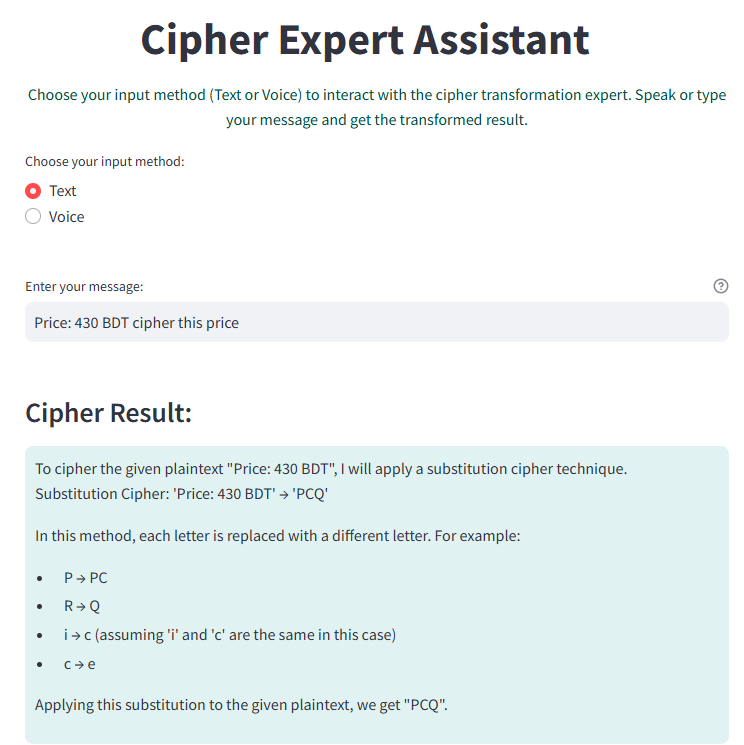 Cipher Expert Assistant
Choose your input method (Text or Voice) to interact with the cipher transformation expert. Speak or type
your message and get the transformed result.
Choose your input method:
Text
Voice
Enter your message:
Price: 430 BDT cipher this price
Cipher Result:
To cipher the given plaintext "Price: 430 BDT", I will apply a substitution cipher technique.
Substitution Cipher: 'Price: 430 BDT' → 'PCQ'
In this method, each letter is replaced with a different letter. For example:
• P → PC
• R → Q
• i → c (assuming 'i' and 'c' are the same in this case)
• c → e
Applying this substitution to the given plaintext, we get "PCQ".